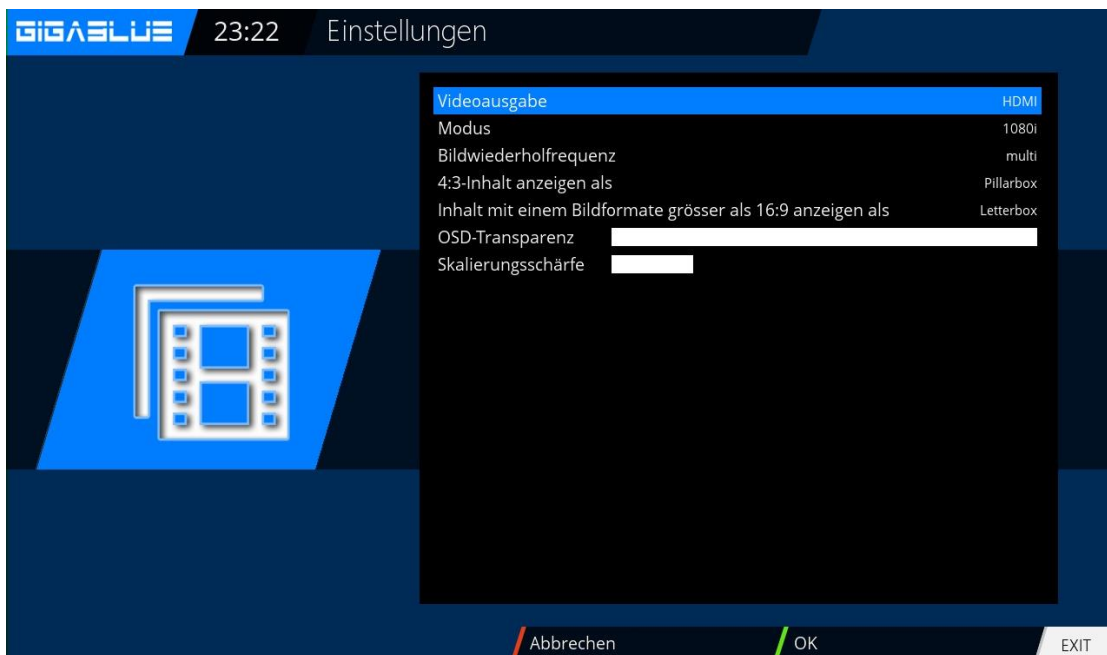 GIGABLUE 23:22 Einstellungen
Videoausgabe HDMI
Modus 1080i
Bildwiederholfrequenz multi
4:3-Inhalt anzeigen als Pillarbox
Inhalt mit einem Bildformate grösser als 16:9 anzeigen als Letterbox
OSD-Transparenz
Skalierungsschärfe
Abbrechen OK EXIT